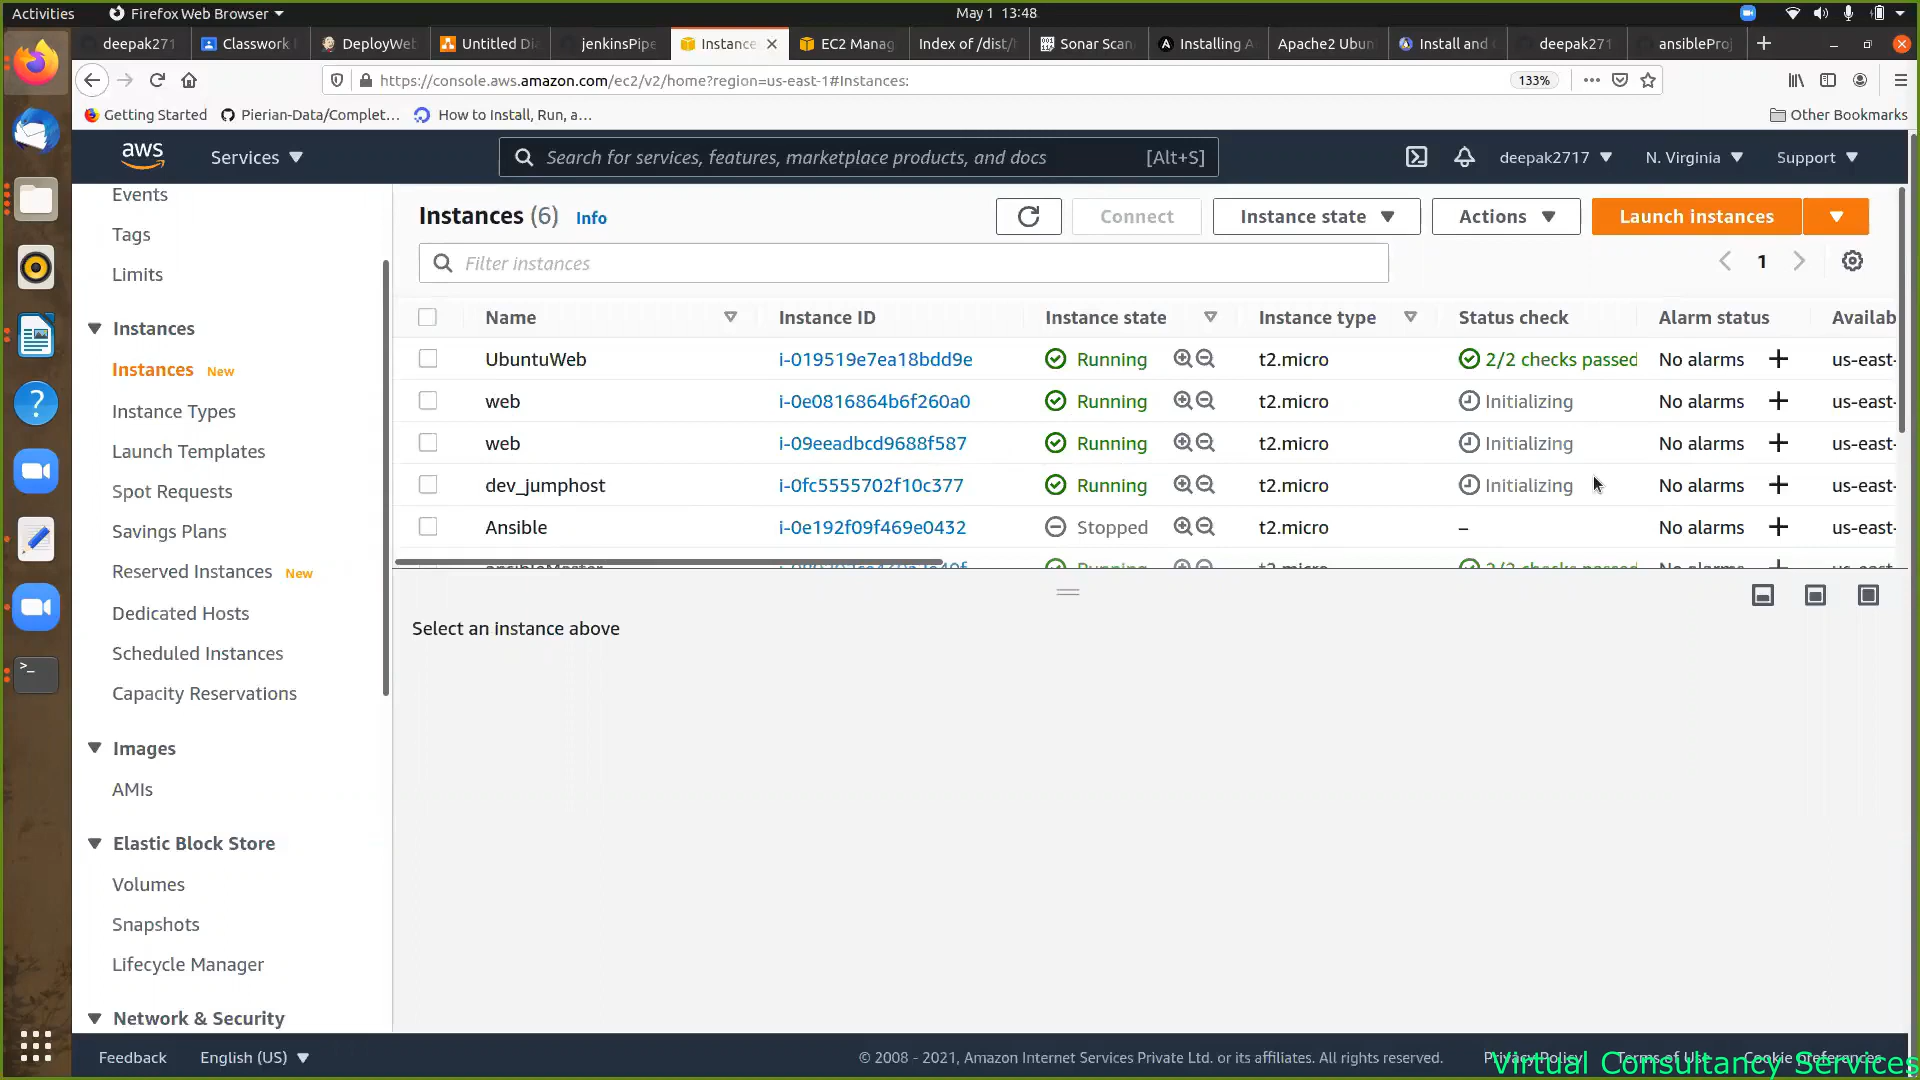 Activities
Firefox Web Browser
May 1 13:48
deepak271
Classwork
DeployWe
Untitled Di
jenkinsPipe
Instance
EC2 Manag
Index of /dist/
Sonar Scan
Installing A
Apache2 Ubun
Install and
deepak271
ansibleProj
https://console.aws.amazon.com/ec2/v2/home?region=us-east-1#Instances:
133%
Getting Started
Pierian-Data/Complet...
How to Install, Run, a...
Other Bookmarks
aws
Services
Search for services, features, marketplace products, and docs
[Alt+S]
deepak2717
N. Virginia
Support
Events
Tags
Limits
Instances
Instances New
Instance Types
Launch Templates
Spot Requests
Savings Plans
Reserved Instances New
Dedicated Hosts
Scheduled Instances
Capacity Reservations
Images
AMIs
Elastic Block Store
Volumes
Snapshots
Lifecycle Manager
Network & Security
Instances (6) Info
Connect
Instance state
Actions
Launch instances
Filter instances
1
Name Instance ID Instance state Instance type Status check Alarm status Availab
UbuntuWeb i-019519e7ea18bdd9e Running t2.micro 2/2 checks passed No alarms + us-east-
web i-0e0816864b6f260a0 Running t2.micro Initializing No alarms + us-east-
web i-09eeadbcd9688f587 Running t2.micro Initializing No alarms + us-east-
dev_jumphost i-0fc5555702f10c377 Running t2.micro Initializing No alarms + us-east-
Ansible i-0e192f09f469e0432 Stopped t2.micro – No alarms + us-east-
Select an instance above
Feedback
English (US)
© 2008 - 2021, Amazon Internet Services Private Ltd. or its affiliates. All rights reserved.
Privacy Policy
Terms of Use
Cookie preferences
Virtual Consultancy Services